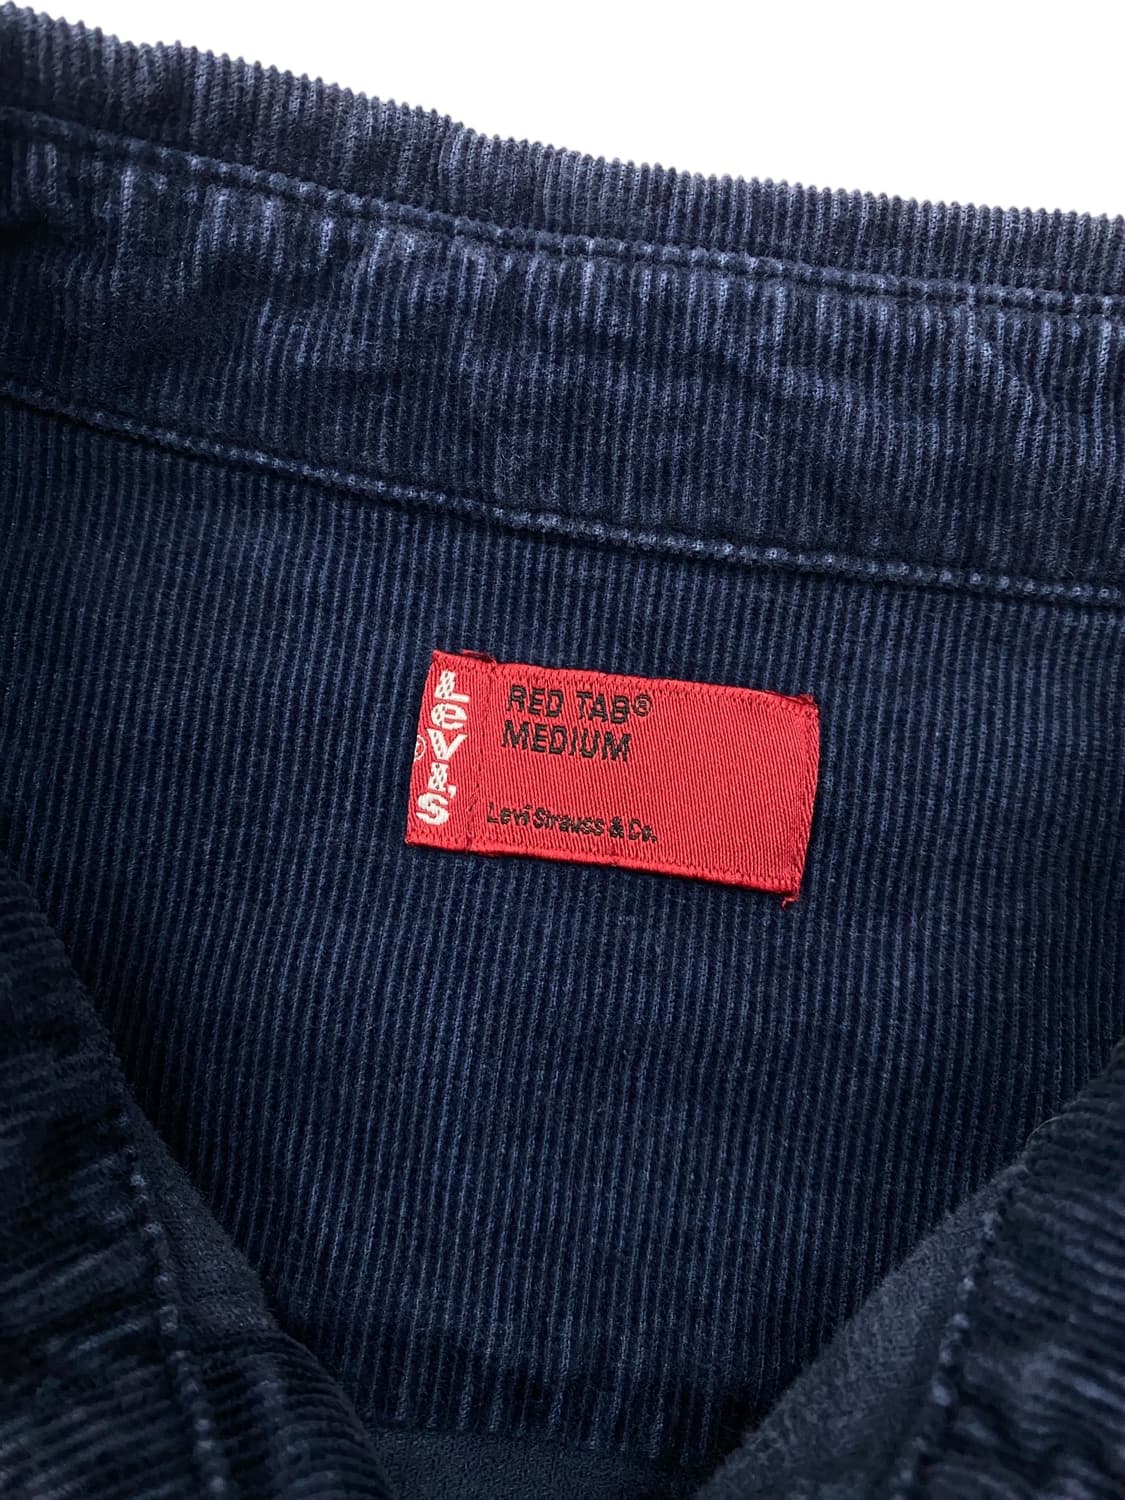 Levi's
®
RED TAB®
MEDIUM
Levi Strauss & Co.